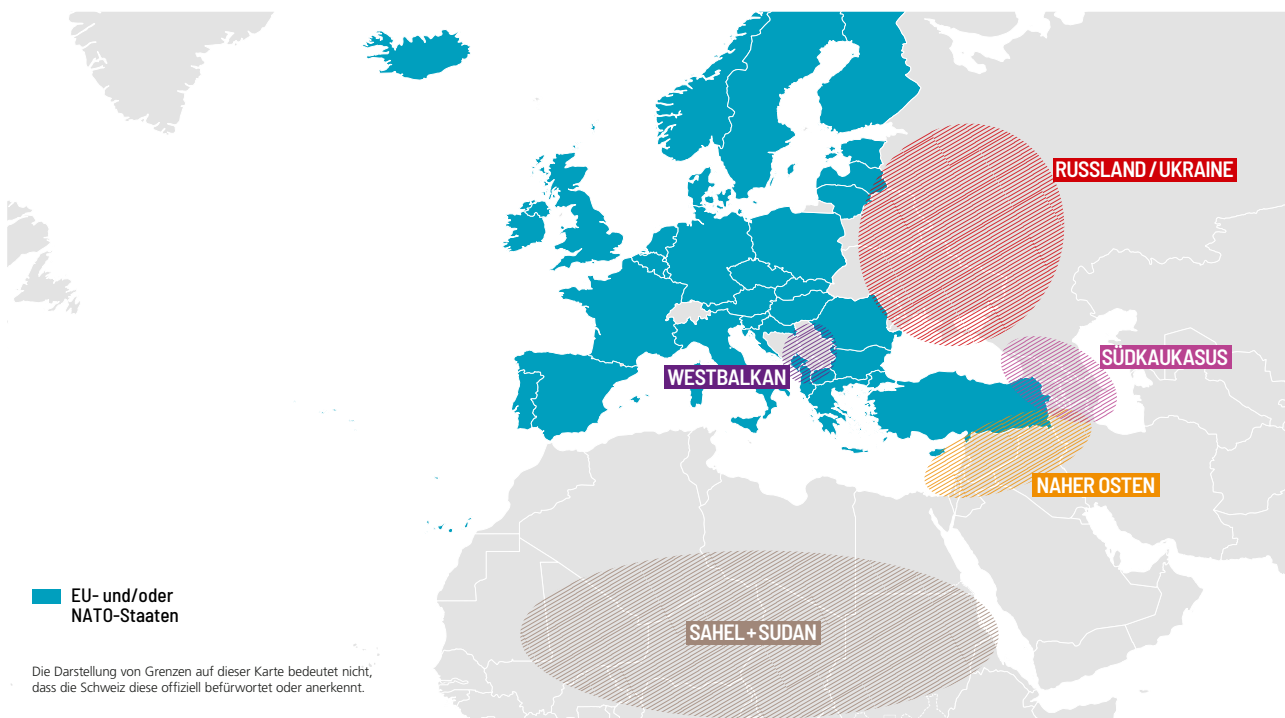 RUSSLAND / UKRAINE
SÜDKAUKASUS
WESTBALKAN
NAHER OSTEN
EU- und/oder
NATO-Staaten
SAHEL + SUDAN
Die Darstellung von Grenzen auf dieser Karte bedeutet nicht,
dass die Schweiz diese offiziell befürwortet oder anerkennt.